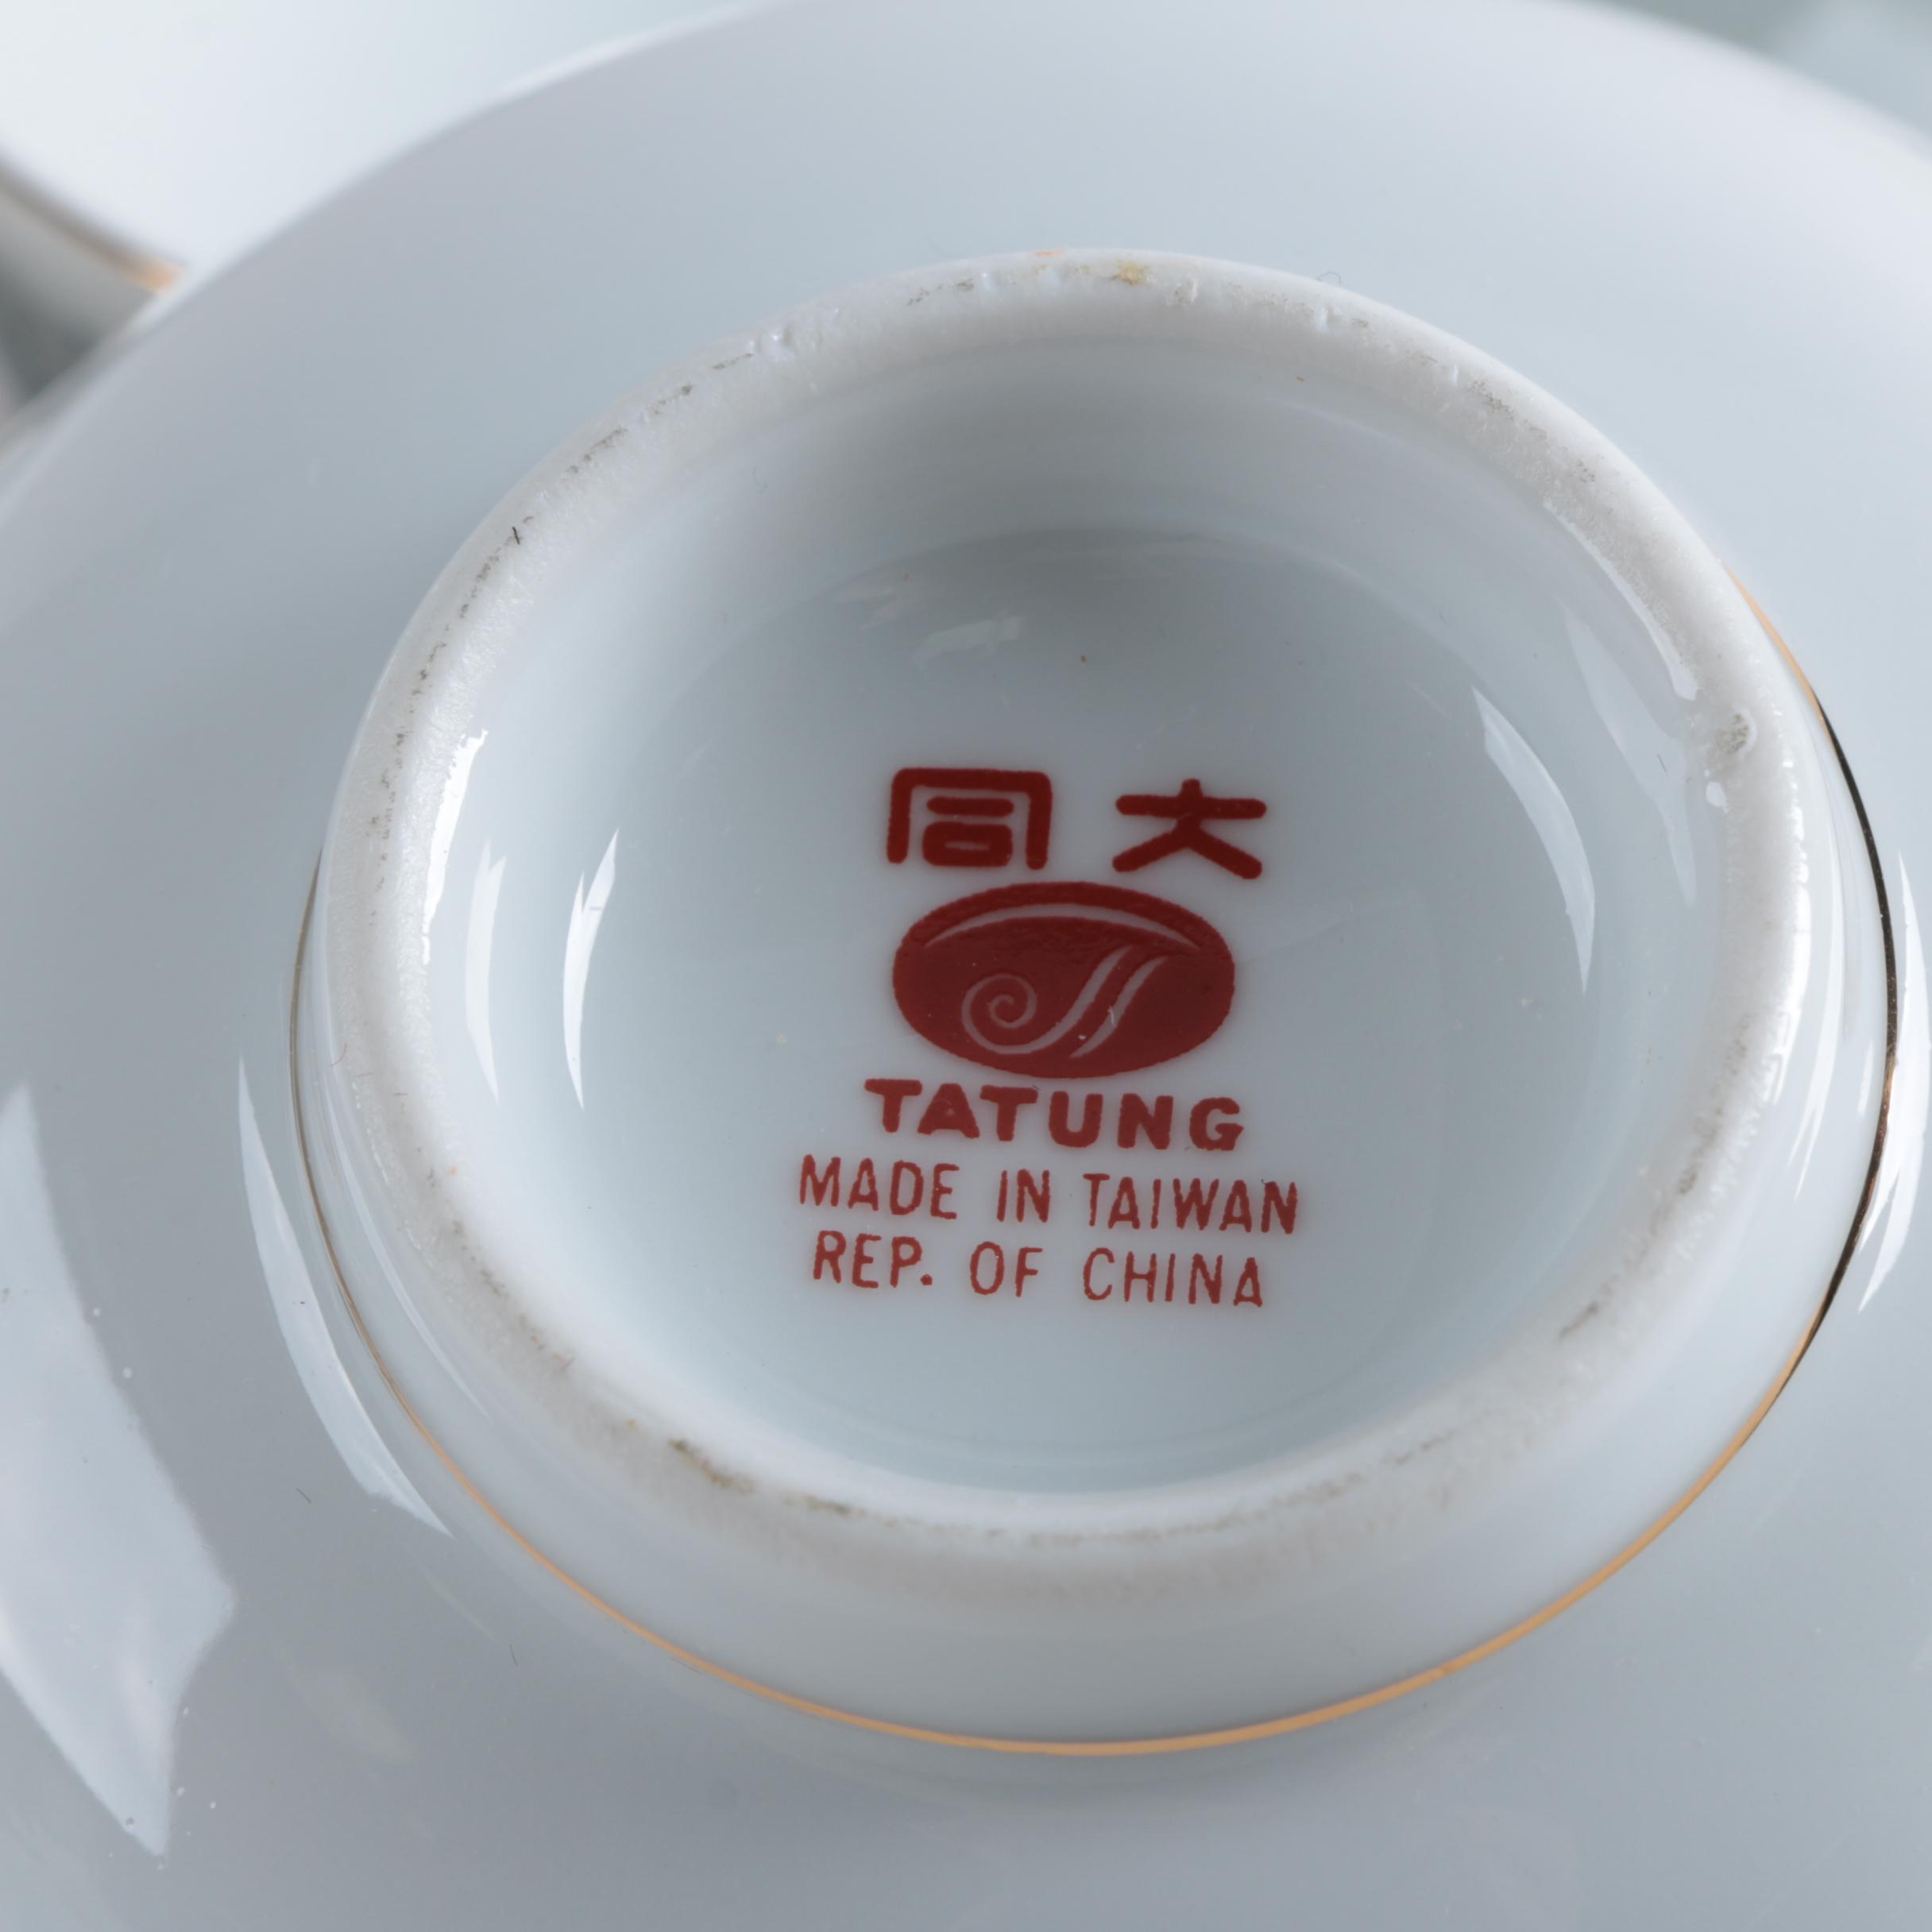 大同
TATUNG
MADE IN TAIWAN
REP. OF CHINA